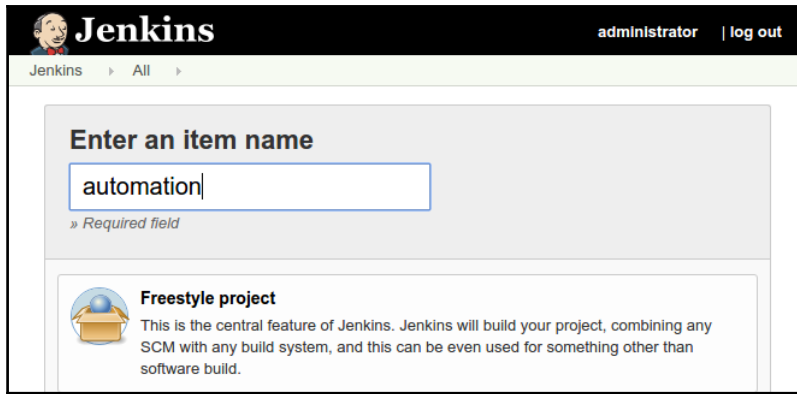 Jenkins
administrator | log out
Jenkins All
Enter an item name
automation
» Required field
Freestyle project
This is the central feature of Jenkins. Jenkins will build your project, combining any
SCM with any build system, and this can be even used for something other than
software build.